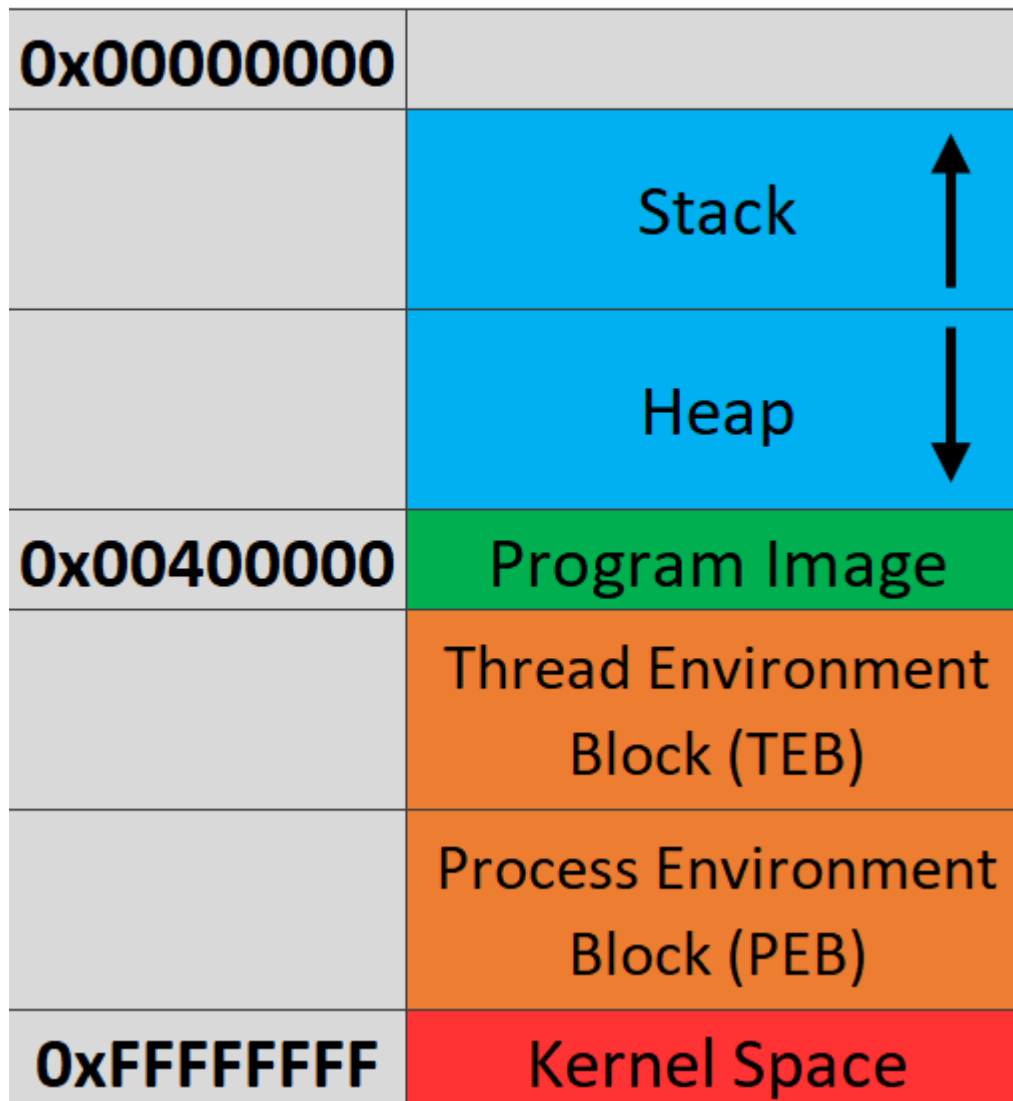 0x00000000
Stack
Heap
0x00400000 Program Image
Thread Environment
Block (TEB)
Process Environment
Block (PEB)
0xFFFFFFFF Kernel Space